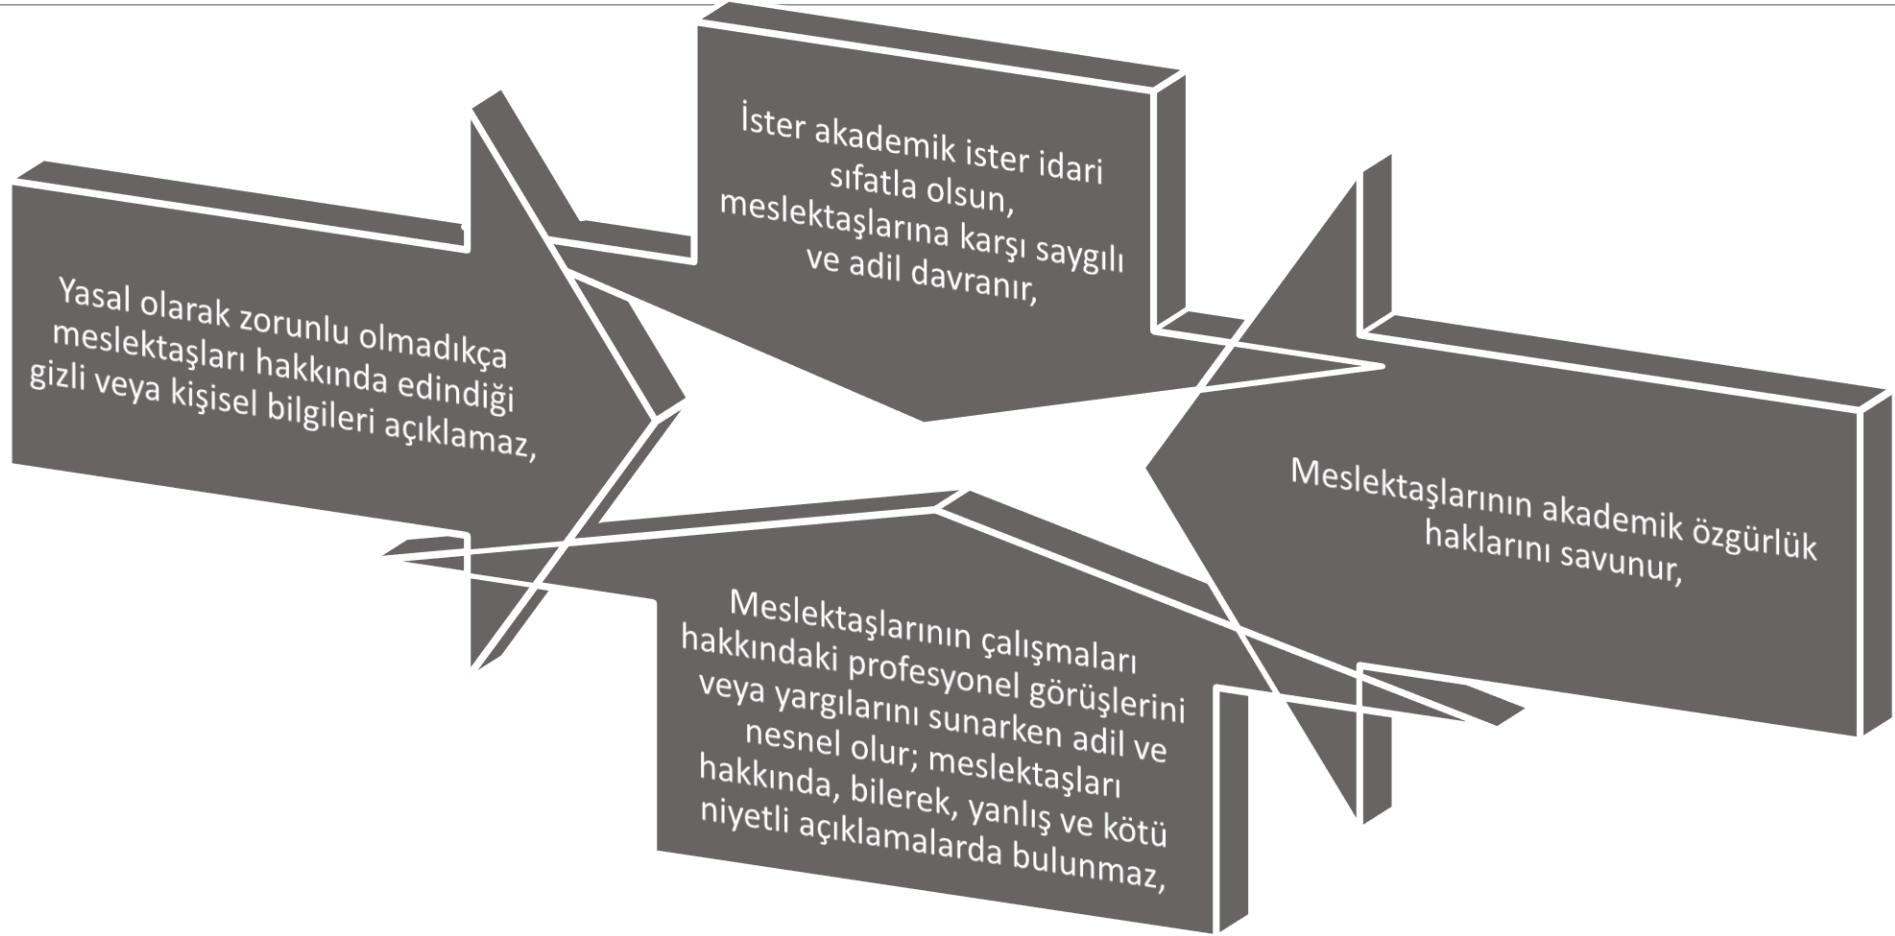 İster akademik ister idari
sıfatla olsun,
meslektaşlarına karşı saygılı
ve adil davranır,
Yasal olarak zorunlu olmadıkça
meslektaşları hakkında edindiği
gizli veya kişisel bilgileri açıklamaz,
Meslektaşlarının akademik özgürlük
haklarını savunur,
Meslektaşlarının çalışmaları
hakkındaki profesyonel görüşlerini
veya yargılarını sunarken adil ve
nesnel olur; meslektaşları
hakkında, bilerek, yanlış ve kötü
niyetli açıklamalarda bulunmaz,